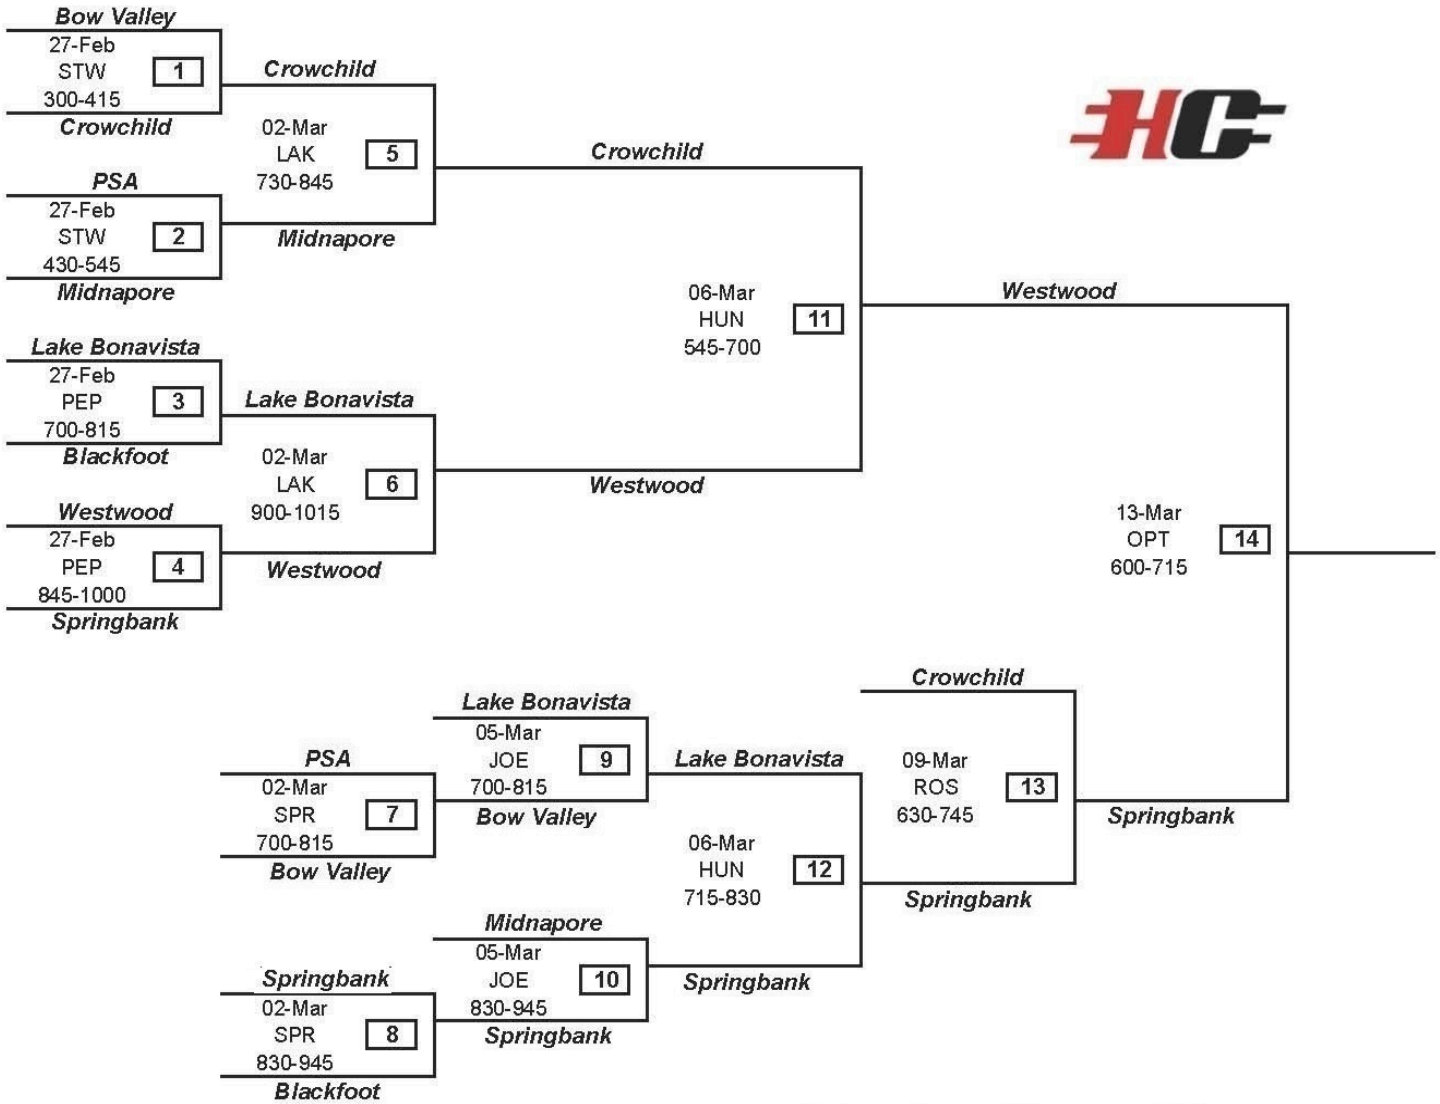 Bow Valley
27-Feb
STW
1
300-415
Crowchild
Crowchild
02-Mar
LAK
5
730-845
PSA
27-Feb
STW
2
430-545
Midnapore
Midnapore
Crowchild
HC
Lake Bonavista
27-Feb
PEP
3
700-815
Blackfoot
Lake Bonavista
02-Mar
LAK
6
900-1015
Westwood
27-Feb
PEP
4
845-1000
Springbank
Westwood
Westwood
06-Mar
HUN
11
545-700
Westwood
13-Mar
OPT
14
600-715
PSA
02-Mar
SPR
7
700-815
Bow Valley
Lake Bonavista
05-Mar
JOE
9
700-815
Bow Valley
Lake Bonavista
06-Mar
HUN
12
715-830
Crowchild
09-Mar
ROS
13
630-745
Springbank
Springbank
Springbank
02-Mar
SPR
8
830-945
Blackfoot
Midnapore
05-Mar
JOE
10
830-945
Springbank
Springbank